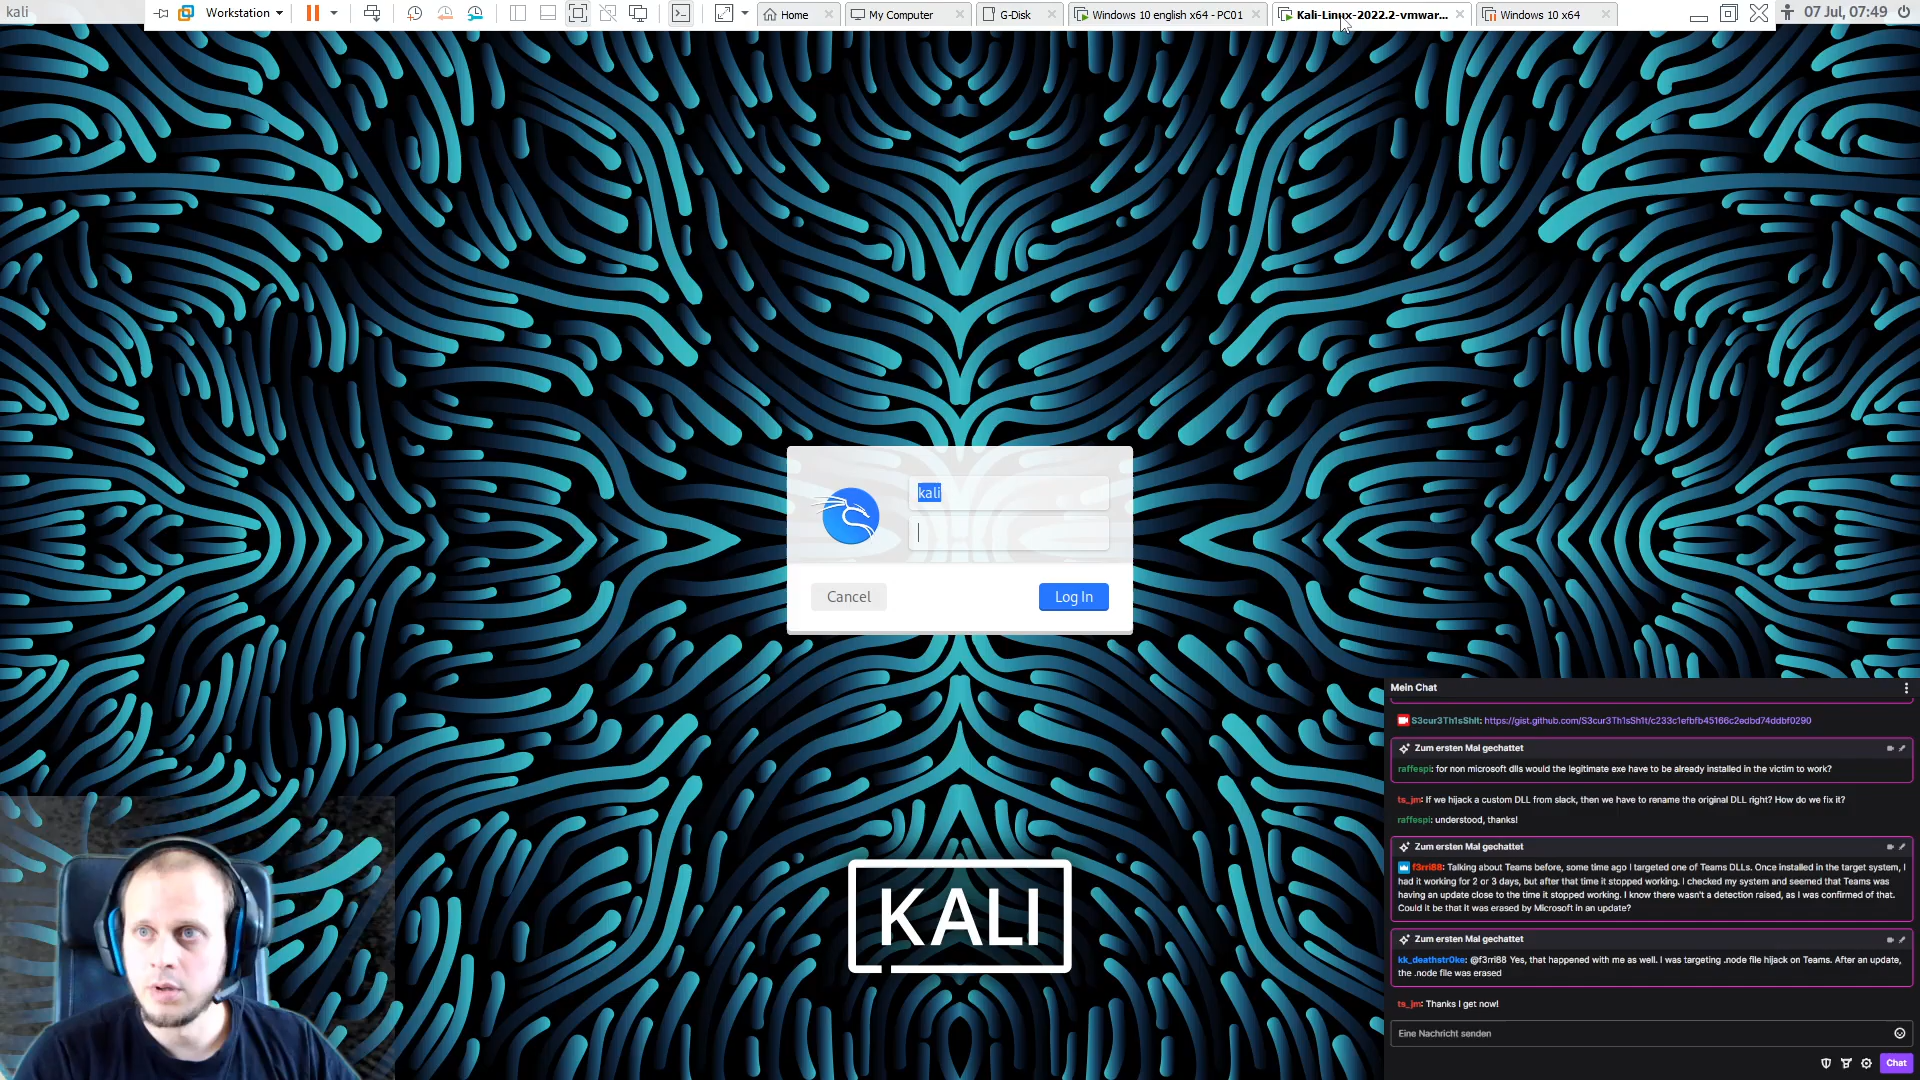 kali
Workstation
Home
My Computer
G-Disk
Windows 10 english x64 - PC01
Kali-Linux-2022.2-vmwar...
Windows 10 x64
07 Jul, 07:49
kali
Cancel
Log In
KALI
Mein Chat
S3cur3Th1sSh1t: https://gist.github.com/S3cur3Th1sSh1t/c233c1efbfb45166c2edbd74ddbf0290
Zum ersten Mal gechattet
raffespi: for non microsoft dlls would the legitimate exe have to be already installed in the victim to work?
ts_jm: If we hijack a custom DLL from slack, then we have to rename the original DLL right? How do we fix it?
raffespi: understood, thanks!
Zum ersten Mal gechattet
f3rri88: Talking about Teams before, some time ago I targeted one of Teams DLLs. Once installed in the target system, I
had it working for 2 or 3 days, but after that time it stopped working. I checked my system and seemed that Teams was
having an update close to the time it stopped working. I know there wasn't a detection raised, as I was confirmed of that.
Could it be that it was erased by Microsoft in an update?
Zum ersten Mal gechattet
kk_deathstr0ke: @f3rri88 Yes, that happened with me as well. I was targeting .node file hijack on Teams. After an update,
the .node file was erased
ts_jm: Thanks I get now!
Eine Nachricht senden
Chat